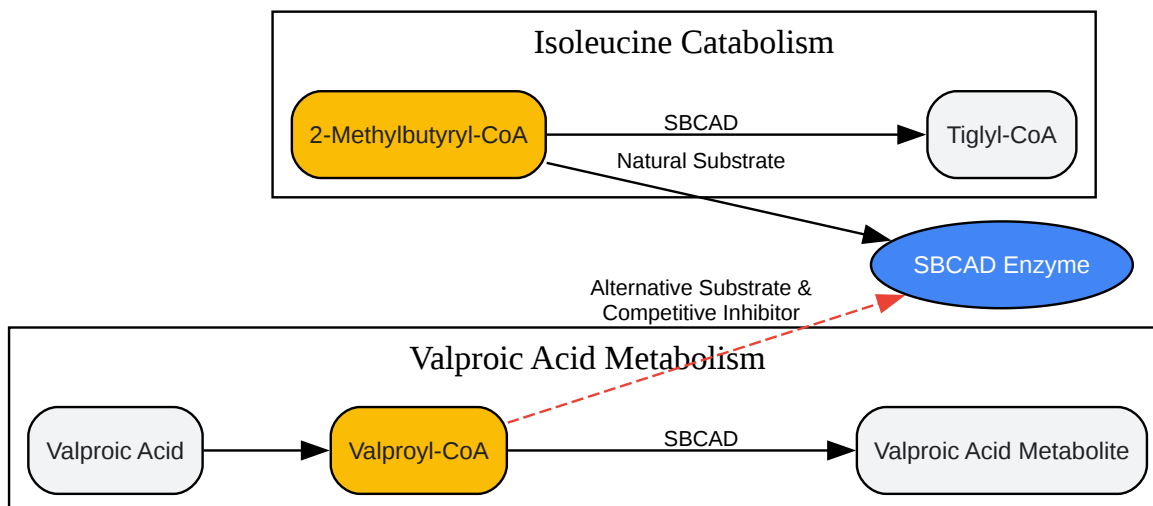 Isoleucine Catabolism
2-Methylbutyryl-CoA
SBCAD
Tiglyl-CoA
Natural Substrate
SBCAD Enzyme
Alternative Substrate &
Competitive Inhibitor
Valproic Acid Metabolism
Valproic Acid
Valproyl-CoA
SBCAD
Valproic Acid Metabolite